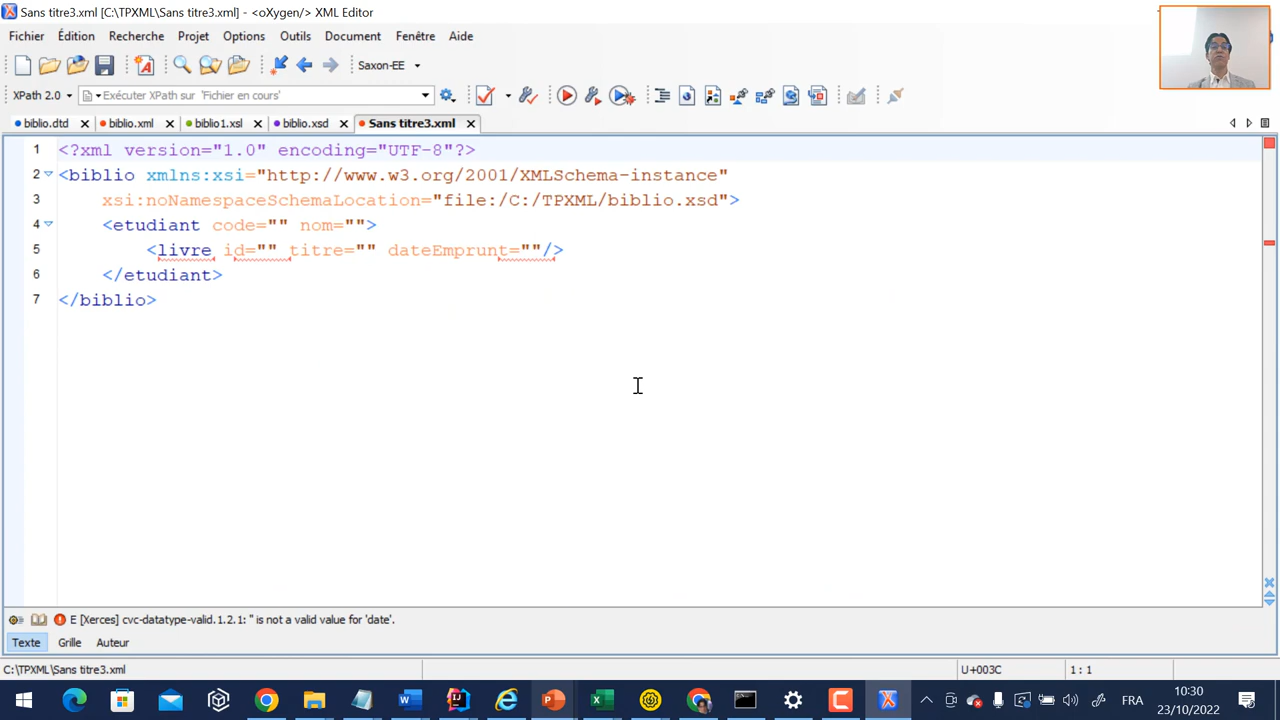 Sans titre3.xml [C:\TPXML\Sans titre3.xml] - <oXygen/> XML Editor
Fichier Édition Recherche Projet Options Outils Document Fenêtre Aide
Saxon-EE
XPath 2.0 Exécuter XPath sur 'Fichier en cours'
biblio.dtd biblio.xml biblio1.xsl biblio.xsd Sans titre3.xml
1 <?xml version="1.0" encoding="UTF-8"?>
2 <biblio xmlns:xsi="http://www.w3.org/2001/XMLSchema-instance"
3 xsi:noNamespaceSchemaLocation="file:/C:/TPXML/biblio.xsd">
4 <etudiant code="" nom="">
5 <livre id="" titre="" dateEmprunt=""/>
6 </etudiant>
7 </biblio>
E [Xerces] cvc-datatype-valid.1.2.1: '' is not a valid value for 'date'.
Texte Grille Auteur
C:\TPXML\Sans titre3.xml U+003C 1 : 1
FRA 10:30
23/10/2022